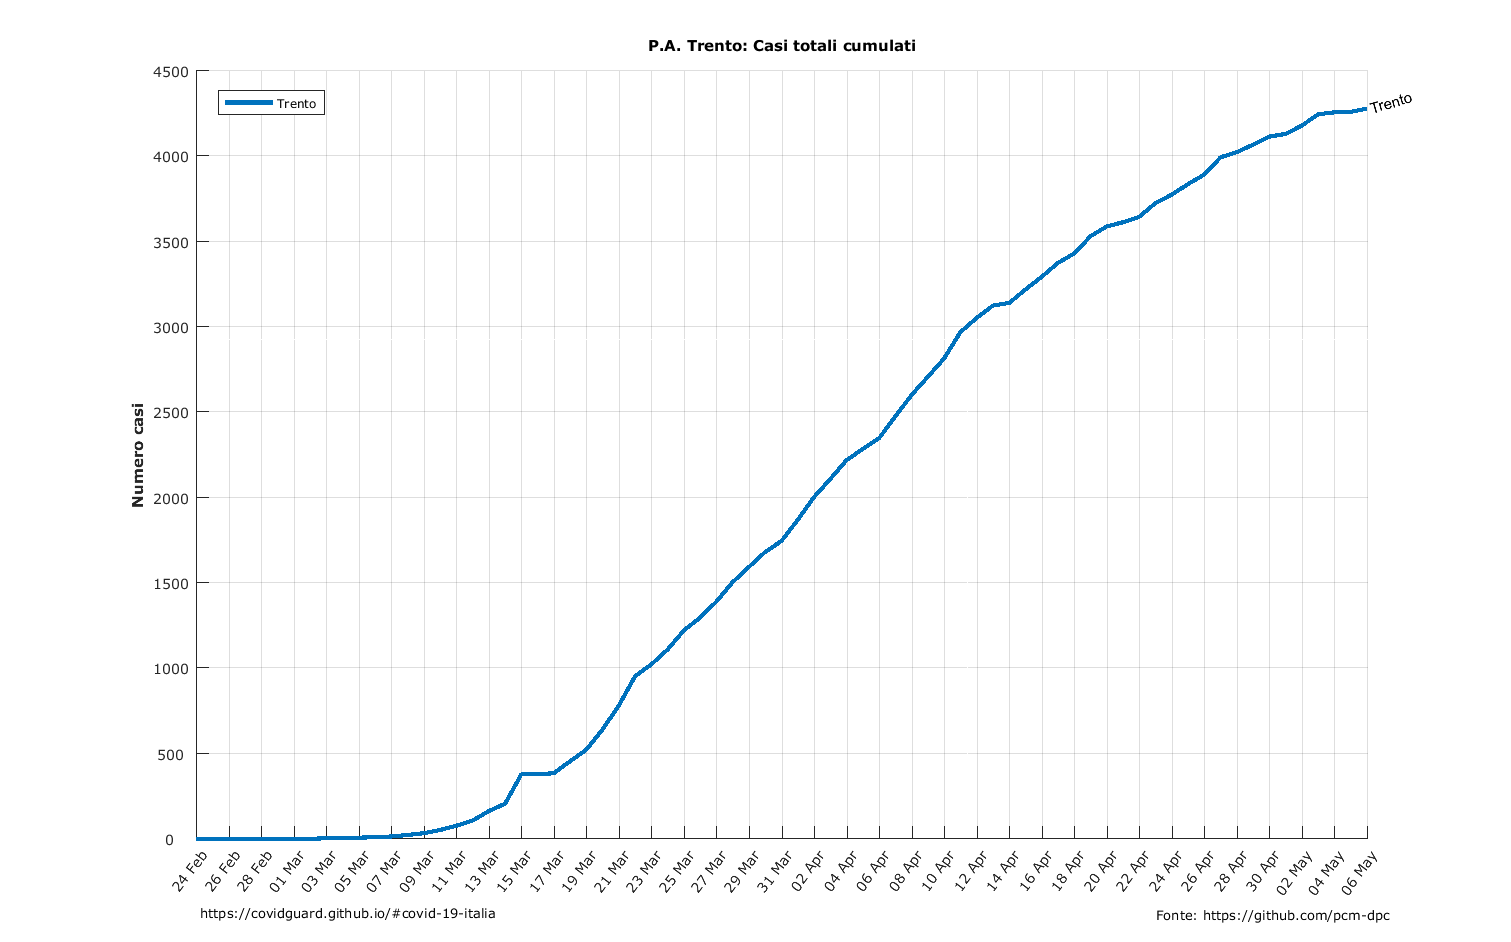 P.A. Trento: Casi totali cumulati
4500
4000
3500
3000
2500
2000
1500
1000
500
0
Numero casi
Trento
Trento
24 Feb
26 Feb
28 Feb
01 Mar
03 Mar
05 Mar
07 Mar
09 Mar
11 Mar
13 Mar
15 Mar
17 Mar
19 Mar
21 Mar
23 Mar
25 Mar
27 Mar
29 Mar
31 Mar
02 Apr
04 Apr
06 Apr
08 Apr
10 Apr
12 Apr
14 Apr
16 Apr
18 Apr
20 Apr
22 Apr
24 Apr
26 Apr
28 Apr
30 Apr
02 May
04 May
06 May
https://covidguard.github.io/#covid-19-italia
Fonte: https://github.com/pcm-dpc